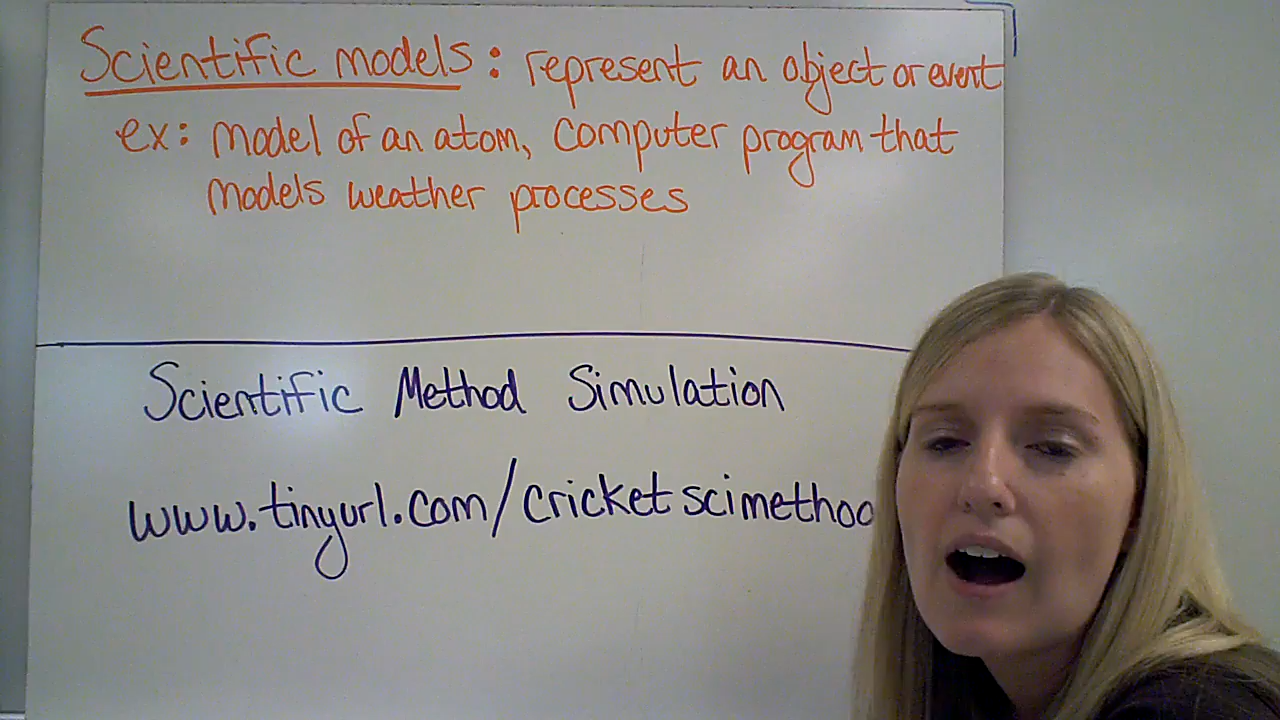 Scientific models: represent an object or event
ex: model of an atom, computer program that
models weather processes
Scientific Method Simulation
www.tinyurl.com/cricketscimethod